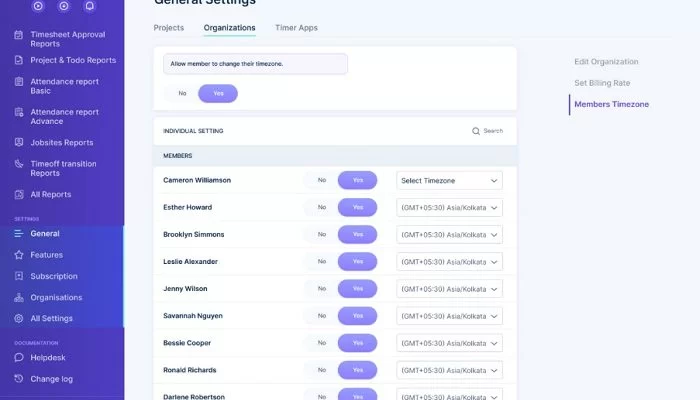 General Settings
Timesheet Approval
Reports
Project & Todo Reports
Attendance report
Basic
Attendance report
Advance
Jobsites Reports
Timeoff transition
Reports
All Reports
SETTINGS
General
Features
Subscription
Organisations
All Settings
DOCUMENTATION
Helpdesk
Change log
Projects Organizations Timer Apps
Allow member to change their timezone.
No Yes
INDIVIDUAL SETTING Search
MEMBERS
Cameron Williamson No Yes Select Timezone
Esther Howard No Yes (GMT+05:30) Asia/Kolkata
Brooklyn Simmons No Yes (GMT+05:30) Asia/Kolkata
Leslie Alexander No Yes (GMT+05:30) Asia/Kolkata
Jenny Wilson No Yes (GMT+05:30) Asia/Kolkata
Savannah Nguyen No Yes (GMT+05:30) Asia/Kolkata
Bessie Cooper No Yes (GMT+05:30) Asia/Kolkata
Ronald Richards No Yes (GMT+05:30) Asia/Kolkata
Darlene Robertson No Yes (GMT+05:30) Asia/Kolkata
Edit Organization
Set Billing Rate
Members Timezone